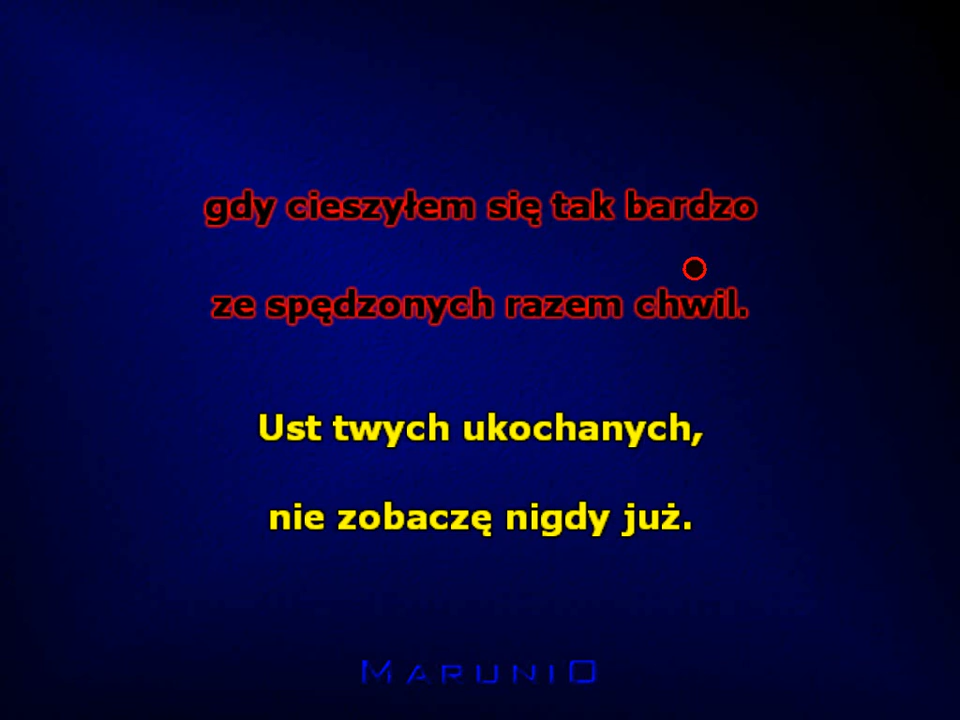 gdy cieszyłem się tak bardzo
ze spędzonych razem chwil.
Ust twych ukochanych,
nie zobaczę nigdy już.
MARUNIO